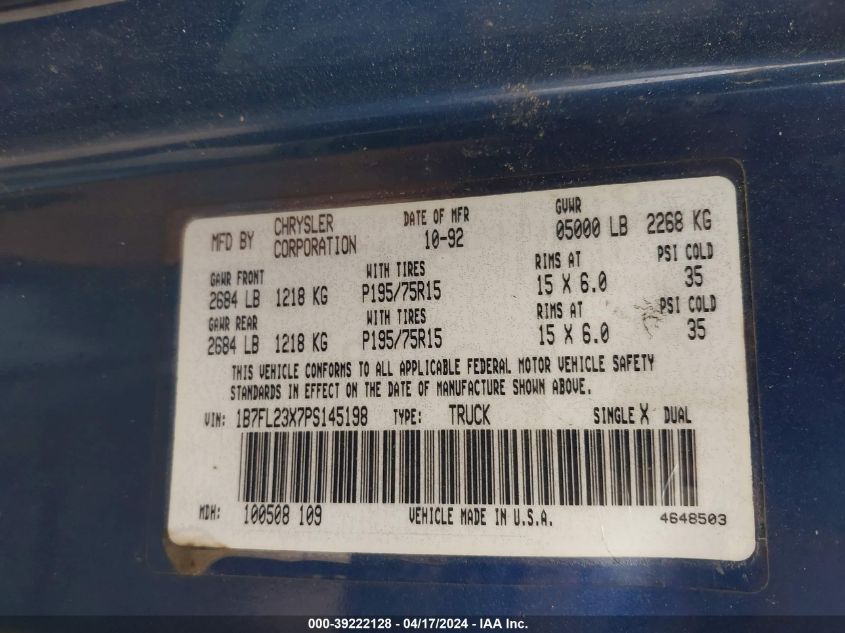 MFD BY CHRYSLER CORPORATION DATE OF MFR 10-92 GVWR 05000 LB 2268 KG
GAWR FRONT WITH TIRES RIMS AT PSI COLD
2684 LB 1218 KG P195/75R15 15 X 6.0 35
GAWR REAR WITH TIRES RIMS AT PSI COLD
2684 LB 1218 KG P195/75R15 15 X 6.0 35
THIS VEHICLE CONFORMS TO ALL APPLICABLE FEDERAL MOTOR VEHICLE SAFETY
STANDARDS IN EFFECT ON THE DATE OF MANUFACTURE SHOWN ABOVE.
VIN: 1B7FL23X7PS145198 TYPE: TRUCK SINGLE X DUAL
MDH: 100508 109 VEHICLE MADE IN U.S.A. 4648503
000-39222128 - 04/17/2024 - IAA, Inc.